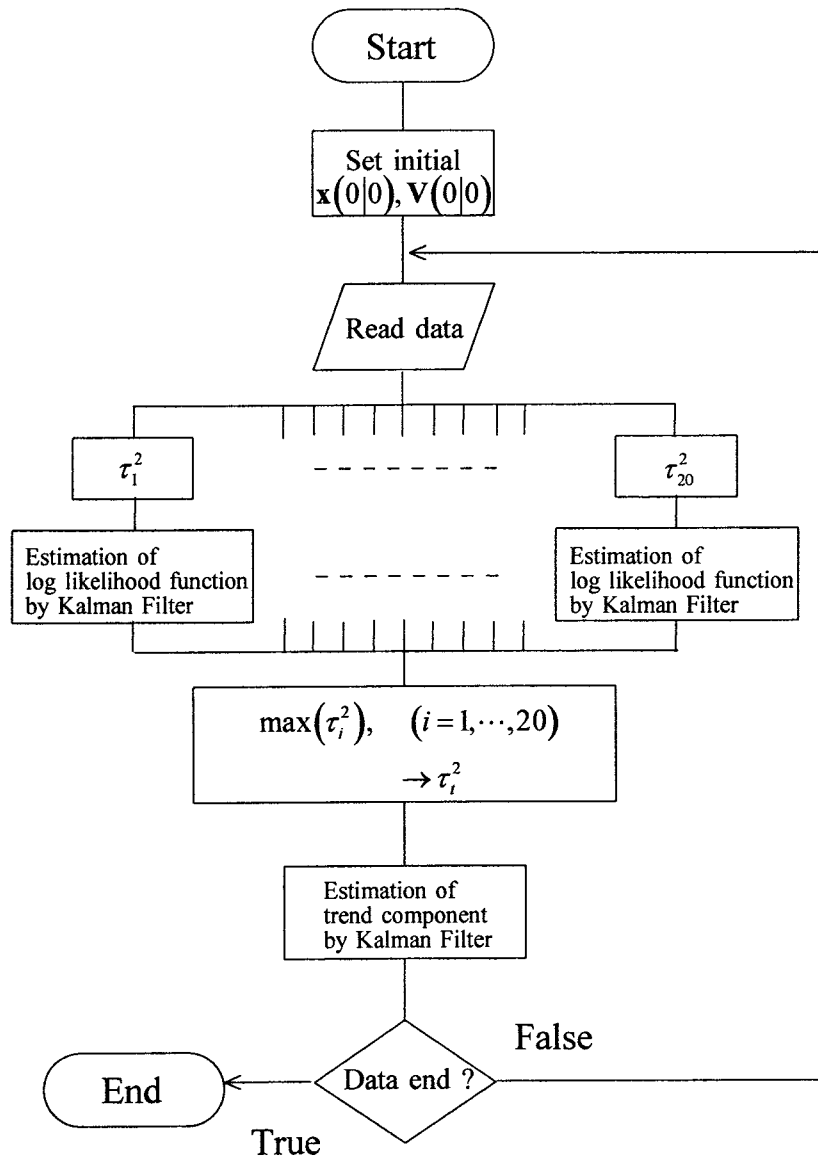 Start
Set initial
x(0|0), V(0|0)
Read data
τ₁²
τ₂₀²
Estimation of
log likelihood function
by Kalman Filter
Estimation of
log likelihood function
by Kalman Filter
max(τᵢ²), (i = 1,⋯,20)
→ τₜ²
Estimation of
trend component
by Kalman Filter
False
Data end ?
End
True